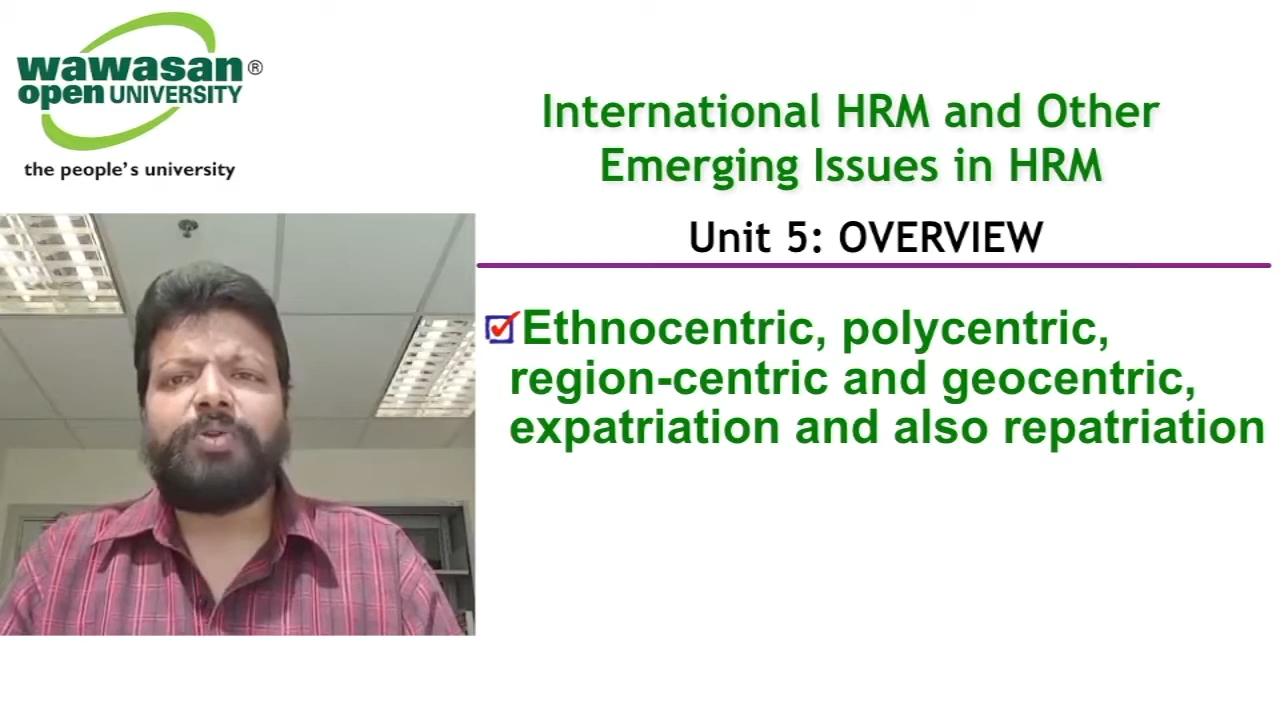 wawasan®
open UNIVERSITY
the people's university
International HRM and Other
Emerging Issues in HRM
Unit 5: OVERVIEW
Ethnocentric, polycentric,
region-centric and geocentric,
expatriation and also repatriation